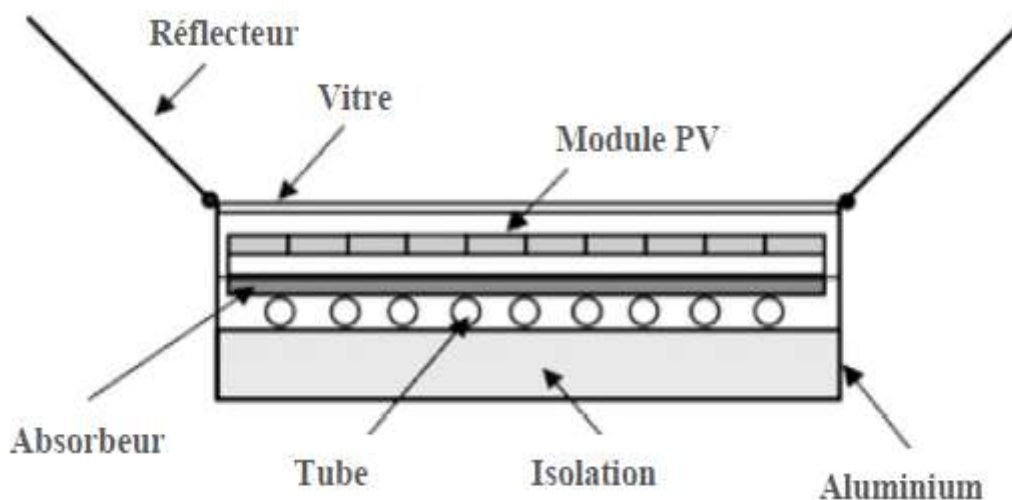 Réflecteur
Vitre
Module PV
Absorbeur
Tube
Isolation
Aluminium